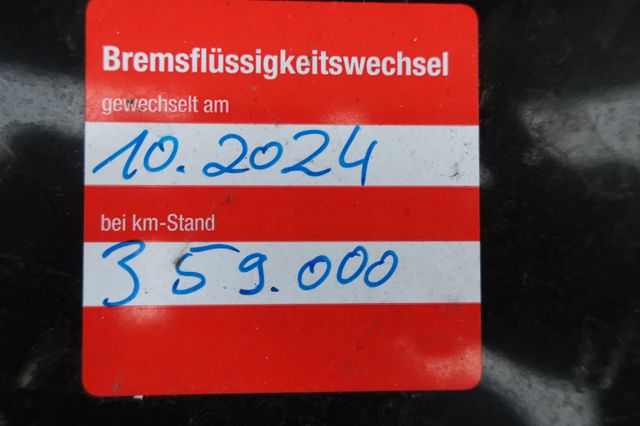 Bremsflüssigkeitswechsel
gewechselt am
10.2024
bei km-Stand
359.000